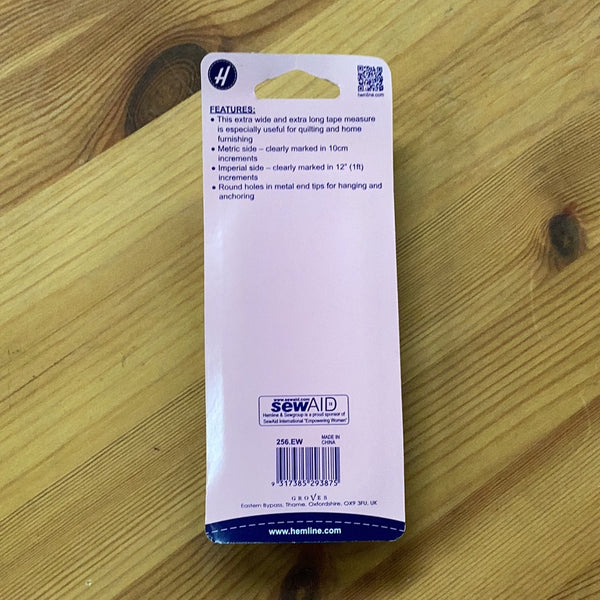 H
hemline.com
FEATURES:
• This extra wide and extra long tape measure
is especially useful for quilting and home
furnishing
• Metric side – clearly marked in 10cm
increments
• Imperial side – clearly marked in 12" (1ft)
increments
• Round holes in metal end tips for hanging and
anchoring
www.sewaid.com
sewAID
Hemline & Sewgroup is a proud sponsor of
SewAid International "Empowering Women"
256.EW
MADE IN
CHINA
9 317385 293875
GROVES
Eastern Bypass, Thame, Oxfordshire, OX9 3FU, UK
www.hemline.com